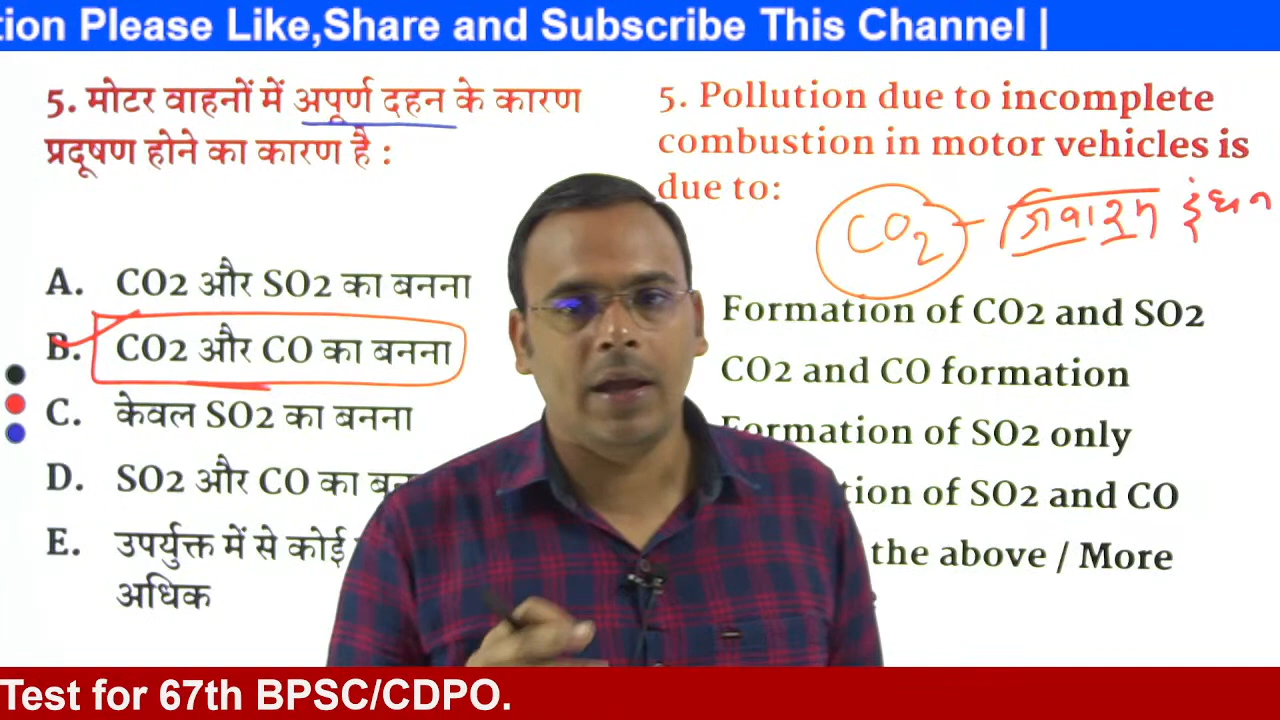 tion Please Like,Share and Subscribe This Channel |
5. मोटर वाहनों में अपूर्ण दहन के कारण
प्रदूषण होने का कारण है :
A. CO2 और SO2 का बनना
B. CO2 और CO का बनना
C. केवल SO2 का बनना
D. SO2 और CO का
E. उपर्युक्त में से कोई
अधिक
5. Pollution due to incomplete
combustion in motor vehicles is
due to:
CO2 - जीवाश्म ईंधन
Formation of CO2 and SO2
CO2 and CO formation
Formation of SO2 only
tion of SO2 and CO
the above / More
Test for 67th BPSC/CDPO.